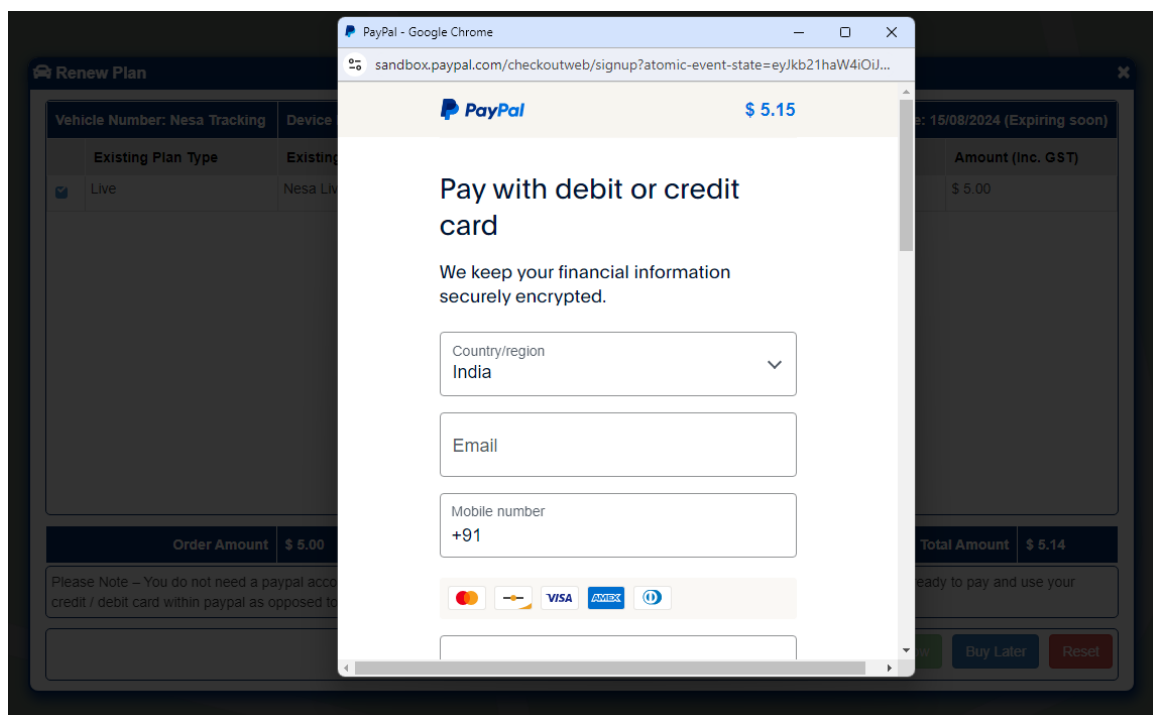 PayPal - Google Chrome
sandbox.paypal.com/checkoutweb/signup?atomic-event-state=eyJkb21haW4iOiJ...
Renew Plan
Vehicle Number: Nesa Tracking Device
e: 15/08/2024 (Expiring soon)
Existing Plan Type Existing
Amount (Inc. GST)
Live Nesa Liv
$ 5.00
PayPal $ 5.15
Pay with debit or credit
card
We keep your financial information
securely encrypted.
Country/region
India
Email
Mobile number
+91
VISA AMEX
Order Amount $ 5.00
Total Amount $ 5.14
Please Note – You do not need a paypal acco
eady to pay and use your
credit / debit card within paypal as opposed to
w Buy Later Reset